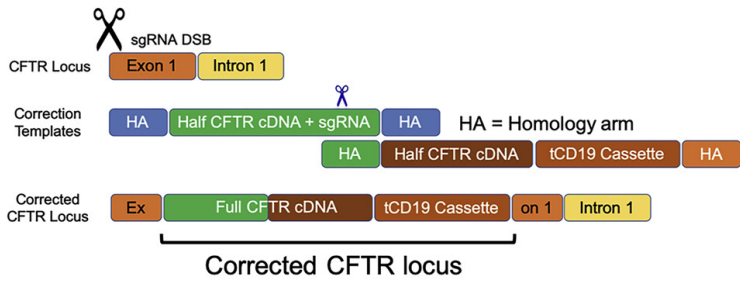 sgRNA DSB
CFTR Locus Exon 1 Intron 1
Correction
Templates
HA Half CFTR cDNA + sgRNA HA HA = Homology arm
HA Half CFTR cDNA tCD19 Cassette HA
Corrected
CFTR Locus
Ex Full CFTR cDNA tCD19 Cassette on 1 Intron 1
Corrected CFTR locus